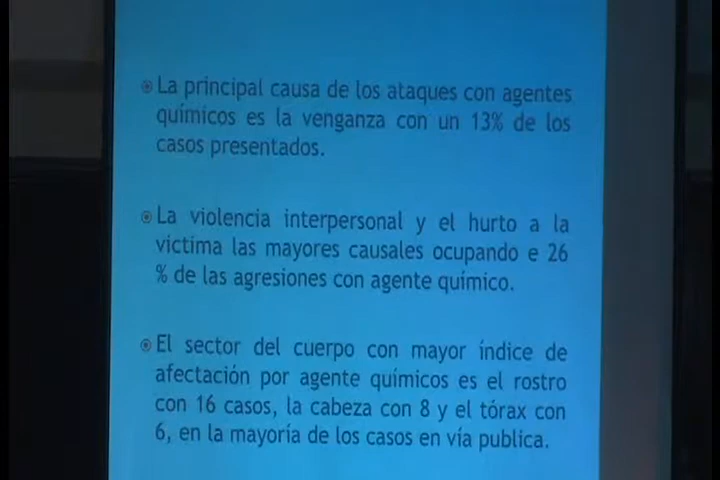 La principal causa de los ataques con agentes
químicos es la venganza con un 13% de los
casos presentados.
La violencia interpersonal y el hurto a la
victima las mayores causales ocupando e 26
% de las agresiones con agente químico.
El sector del cuerpo con mayor índice de
afectación por agente químicos es el rostro
con 16 casos, la cabeza con 8 y el tórax con
6, en la mayoría de los casos en vía publica.